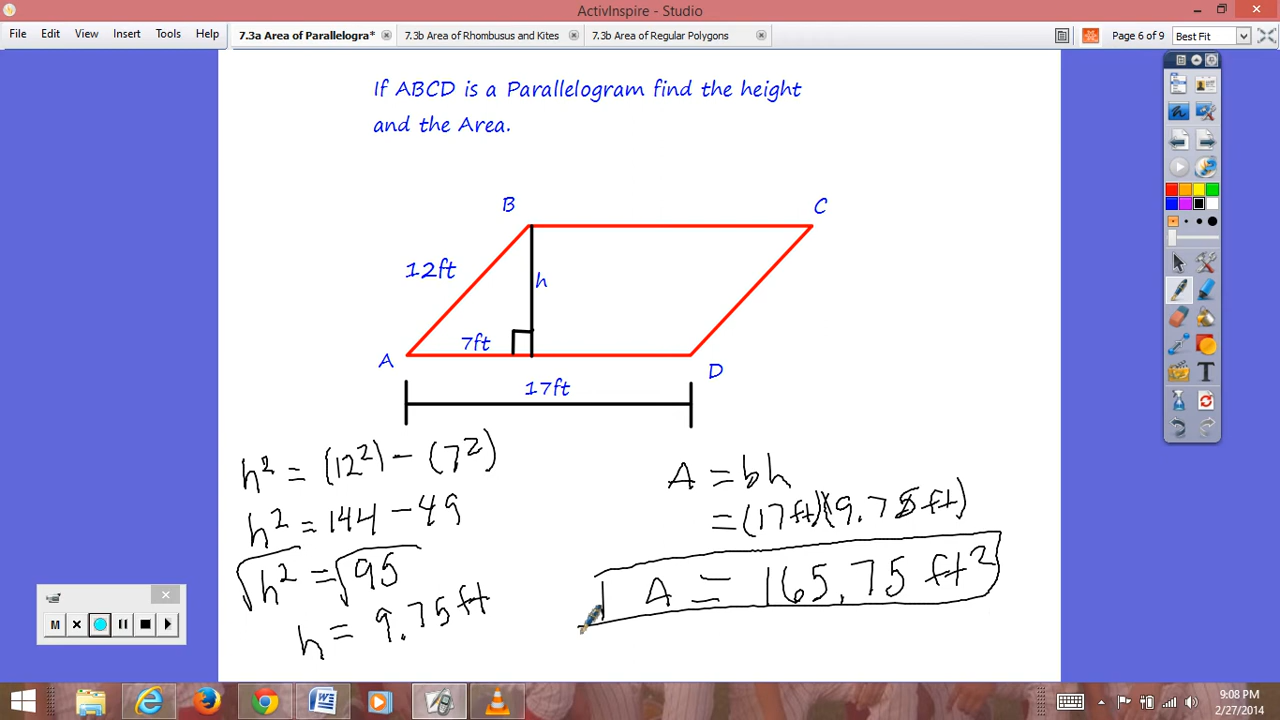 ActivInspire - Studio
File Edit View Insert Tools Help
7.3a Area of Parallelogra*
7.3b Area of Rhombusus and Kites
7.3b Area of Regular Polygons
Page 6 of 9
Best Fit
If ABCD is a Parallelogram find the height
and the Area.
B
C
12ft
h
7ft
A
D
17ft
h² = (12²) - (7²)
h² = 144 - 49
√h² = √95
h = 9.75ft
A = bh
= (17ft)(9.75ft)
A = 165.75 ft²
M
T
W
9:08 PM
2/27/2014